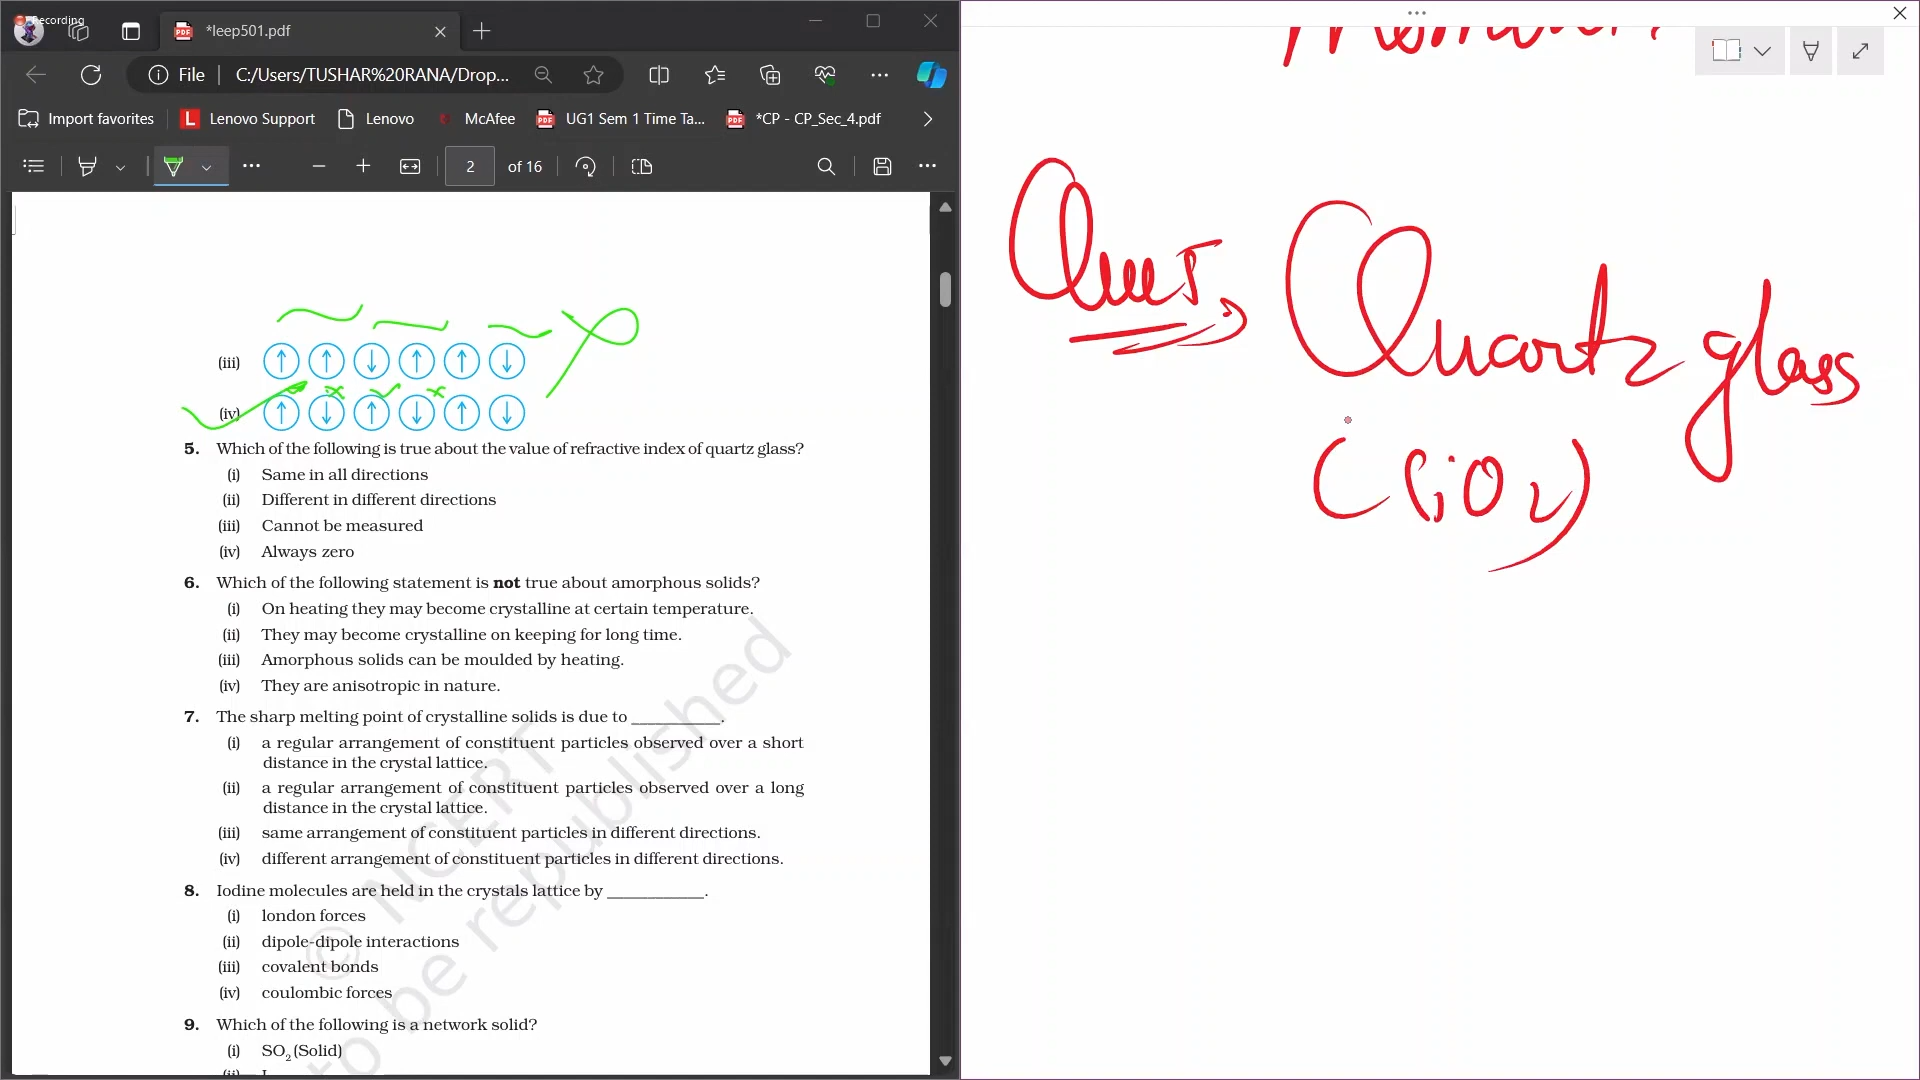 Recording
*leep501.pdf
File
C:/Users/TUSHAR%20RANA/Drop...
Import favorites
Lenovo Support
Lenovo
McAfee
UG1 Sem 1 Time Ta...
*CP - CP_Sec_4.pdf
2 of 16
(iii)
(iv)
5. Which of the following is true about the value of refractive index of quartz glass?
(i) Same in all directions
(ii) Different in different directions
(iii) Cannot be measured
(iv) Always zero
6. Which of the following statement is not true about amorphous solids?
(i) On heating they may become crystalline at certain temperature.
(ii) They may become crystalline on keeping for long time.
(iii) Amorphous solids can be moulded by heating.
(iv) They are anisotropic in nature.
7. The sharp melting point of crystalline solids is due to __________.
(i) a regular arrangement of constituent particles observed over a short
distance in the crystal lattice.
(ii) a regular arrangement of constituent particles observed over a long
distance in the crystal lattice.
(iii) same arrangement of constituent particles in different directions.
(iv) different arrangement of constituent particles in different directions.
8. Iodine molecules are held in the crystals lattice by ___________.
(i) london forces
(ii) dipole-dipole interactions
(iii) covalent bonds
(iv) coulombic forces
9. Which of the following is a network solid?
(i) SO2 (Solid)
© NCERT
to be republished
Ques
Quartz glass
(SiO2)